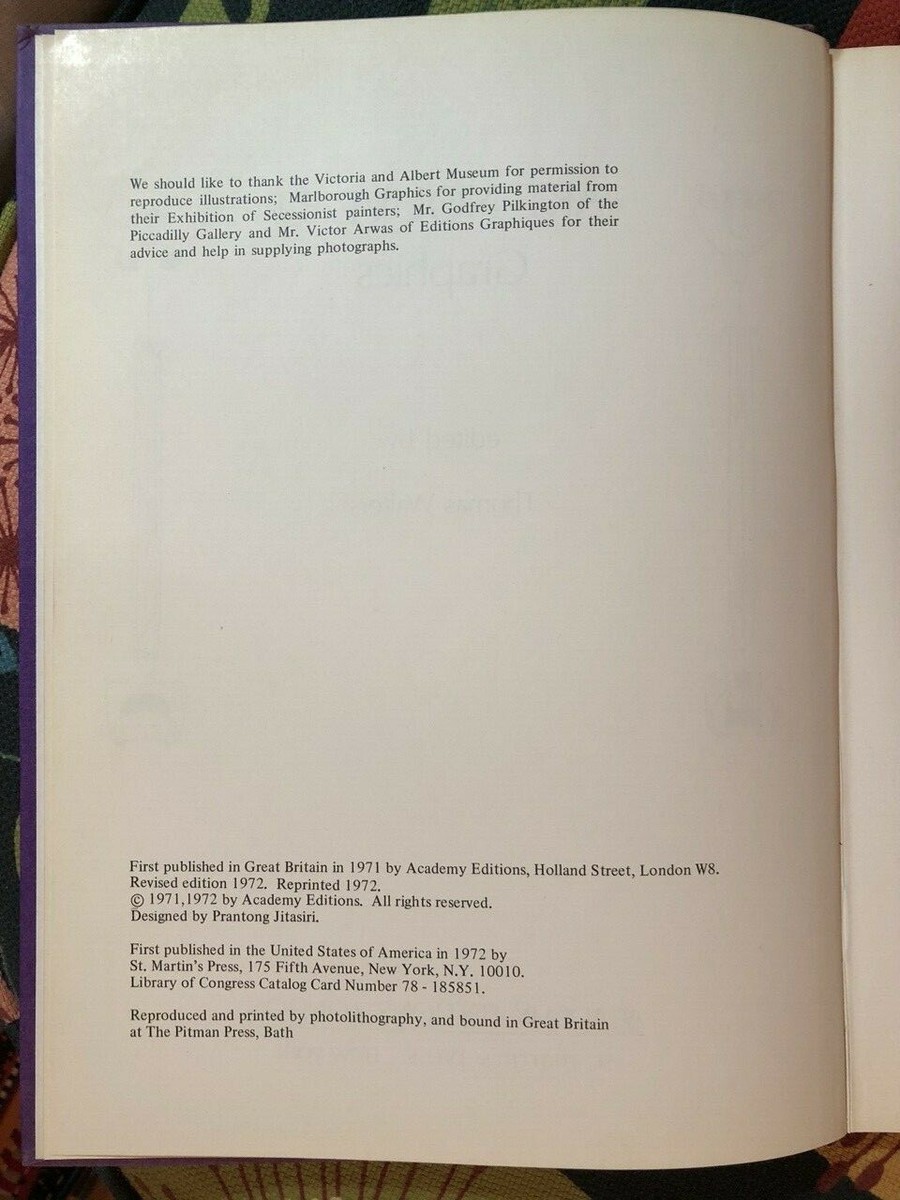 We should like to thank the Victoria and Albert Museum for permission to
reproduce illustrations; Marlborough Graphics for providing material from
their Exhibition of Secessionist painters; Mr. Godfrey Pilkington of the
Piccadilly Gallery and Mr. Victor Arwas of Editions Graphiques for their
advice and help in supplying photographs.
First published in Great Britain in 1971 by Academy Editions, Holland Street, London W8.
Revised edition 1972. Reprinted 1972.
© 1971,1972 by Academy Editions. All rights reserved.
Designed by Prantong Jitasiri.
First published in the United States of America in 1972 by
St. Martin's Press, 175 Fifth Avenue, New York, N.Y. 10010.
Library of Congress Catalog Card Number 78 - 185851.
Reproduced and printed by photolithography, and bound in Great Britain
at The Pitman Press, Bath